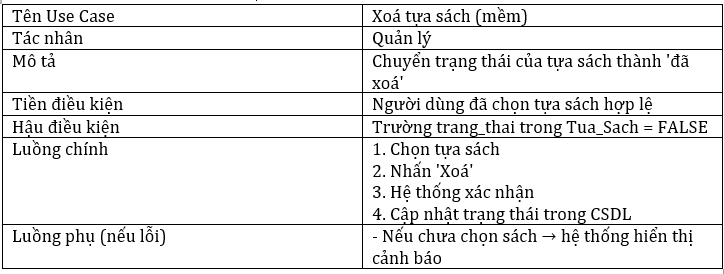 Tên Use Case
Xoá tựa sách (mềm)
Tác nhân
Quản lý
Mô tả
Chuyển trạng thái của tựa sách thành 'đã
xoá'
Tiền điều kiện
Người dùng đã chọn tựa sách hợp lệ
Hậu điều kiện
Trường trang_thai trong Tua_Sach = FALSE
Luồng chính
1. Chọn tựa sách
2. Nhấn 'Xoá'
3. Hệ thống xác nhận
4. Cập nhật trạng thái trong CSDL
Luồng phụ (nếu lỗi)
- Nếu chưa chọn sách → hệ thống hiển thị
cảnh báo